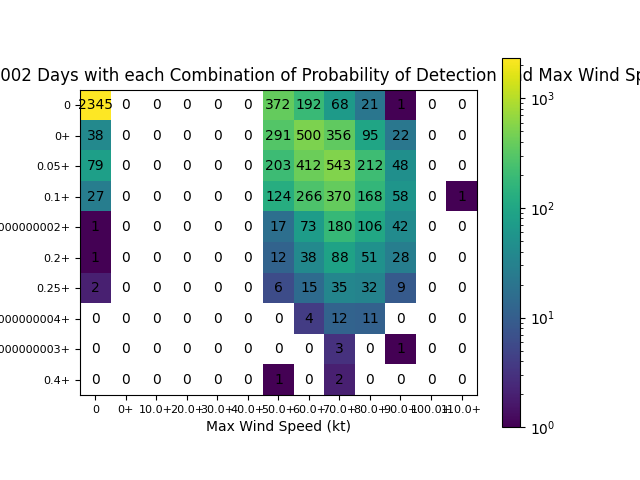 002 Days with each Combination of Probability of Detection nd Max Wind Sp
0 2345 0 0 0 0 0 372 192 68 21 1 0 0
0+ 38 0 0 0 0 0 291 500 356 95 22 0 0
0.05+ 79 0 0 0 0 0 203 412 543 212 48 0 0
0.1+ 27 0 0 0 0 0 124 266 370 168 58 0 1
000000002+ 1 0 0 0 0 0 17 73 180 106 42 0 0
0.2+ 1 0 0 0 0 0 12 38 88 51 28 0 0
0.25+ 2 0 0 0 0 0 6 15 35 32 9 0 0
000000004+ 0 0 0 0 0 0 0 4 12 11 0 0 0
000000003+ 0 0 0 0 0 0 0 0 3 0 1 0 0
0.4+ 0 0 0 0 0 0 1 0 2 0 0 0 0
0 0+ 10.0+ 20.0+ 30.0+ 40.0+ 50.0+ 60.0+ 70.0+ 80.0+ 90.0+ 100.0+ 110.0+
Max Wind Speed (kt)
10³
10²
10¹
10⁰